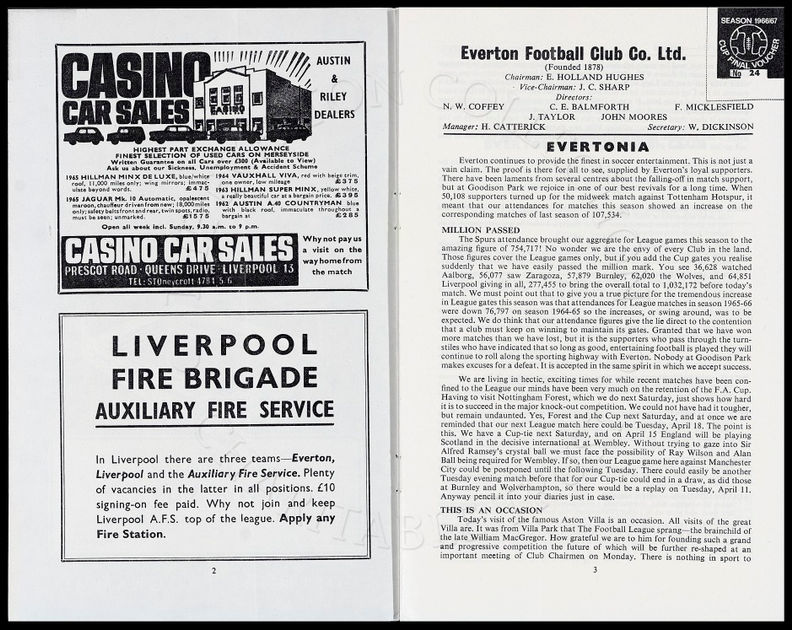 CASINO
CAR SALES
CASINO
AUSTIN
&
RILEY
DEALERS
HIGHEST PART EXCHANGE ALLOWANCE
FINEST SELECTION OF USED CARS ON MERSEYSIDE
Written Guarantee on all Cars over £300 (Available to View)
Ask us about our Sickness, Unemployment & Accident Scheme
1965 HILLMAN MINX DE LUXE, blue/white
roof, 11,000 miles only; wing mirrors; immac-
ulate beyond words. £475
1965 JAGUAR Mk. 10 Automatic, opalescent
maroon, chauffeur driven from new; 18,000 miles
only; safety belts front and rear, twin spots, radio,
must be seen; unmarked. £1575
1964 VAUXHALL VIVA, red with beige trim,
one owner, low mileage £375
1963 HILLMAN SUPER MINX, yellow white,
a really beautiful car at a bargain price. £395
1962 AUSTIN A.40 COUNTRYMAN blue
with black roof, immaculate throughout a
bargain at £285
Open all week incl. Sunday, 9.30 a.m. to 9 p.m.
CASINO CAR SALES
PRESCOT ROAD · QUEENS DRIVE · LIVERPOOL 13
TEL: STOneycroft 4781 5 6
Why not pay us
a visit on the
way home from
the match
LIVERPOOL
FIRE BRIGADE
AUXILIARY FIRE SERVICE
In Liverpool there are three teams—Everton,
Liverpool and the Auxiliary Fire Service. Plenty
of vacancies in the latter in all positions. £10
signing-on fee paid. Why not join and keep
Liverpool A.F.S. top of the league. Apply any
Fire Station.
2
SEASON 1966/67
CUP FINAL VOUCHER
No 24
Everton Football Club Co. Ltd.
(Founded 1878)
Chairman: E. HOLLAND HUGHES
Vice-Chairman: J. C. SHARP
Directors:
N. W. COFFEY C. E. BALMFORTH F. MICKLESFIELD
J. TAYLOR JOHN MOORES
Manager: H. CATTERICK Secretary: W. DICKINSON
EVERTONIA
Everton continues to provide the finest in soccer entertainment. This is not just a
vain claim. The proof is there for all to see, supplied by Everton's loyal supporters.
There have been laments from several centres about the falling-off in match support,
but at Goodison Park we rejoice in one of our best revivals for a long time. When
50,108 supporters turned up for the midweek match against Tottenham Hotspur, it
meant that our attendances for matches this season showed an increase on the
corresponding matches of last season of 107,534.
MILLION PASSED
The Spurs attendance brought our aggregate for League games this season to the
amazing figure of 754,717! No wonder we are the envy of every Club in the land.
Those figures cover the League games only, but if you add the Cup gates you realise
suddenly that we have easily passed the million mark. You see 36,628 watched
Aalborg, 56,077 saw Zaragoza, 57,879 Burnley, 62,020 the Wolves, and 64,851
Liverpool giving in all, 277,455 to bring the overall total to 1,032,172 before today's
match. We must point out that to give you a true picture for the tremendous increase
in League gates this season was that attendances for League matches in season 1965-66
were down 76,797 on season 1964-65 so the increases, or swing around, was to be
expected. We do think that our attendance figures give the lie direct to the contention
that a club must keep on winning to maintain its gates. Granted that we have won
more matches than we have lost, but it is the supporters who pass through the turn-
stiles who have indicated that so long as good, entertaining football is played they will
continue to roll along the sporting highway with Everton. Nobody at Goodison Park
makes excuses for a defeat. It is accepted in the same spirit in which we accept success.
We are living in hectic, exciting times for while recent matches have been con-
fined to the League our minds have been very much on the retention of the F.A. Cup.
Having to visit Nottingham Forest, which we do next Saturday, just shows how hard
it is to succeed in the major knock-out competition. We could not have had it tougher,
but remain undaunted. Yes, Forest and the Cup next Saturday, and at once we are
reminded that our next League match here could be Tuesday, April 18. The point is
this. We have a Cup-tie next Saturday, and on April 15 England will be playing
Scotland in the decisive international at Wembley. Without trying to gaze into Sir
Alfred Ramsey's crystal ball we must face the possibility of Ray Wilson and Alan
Ball being required for Wembley. If so, then our League game here against Manchester
City could be postponed until the following Tuesday. There could easily be another
Tuesday evening match before that for our Cup-tie could end in a draw, as did those
at Burnley and Wolverhampton, so there would be a replay on Tuesday, April 11.
Anyway pencil it into your diaries just in case.
THIS IS AN OCCASION
Today's visit of the famous Aston Villa is an occasion. All visits of the great
Villa are. It was from Villa Park that The Football League sprang—the brainchild of
the late William MacGregor. How grateful we are to him for founding such a grand
and progressive competition the future of which will be further re-shaped at an
important meeting of Club Chairmen on Monday. There is nothing in sport to
3